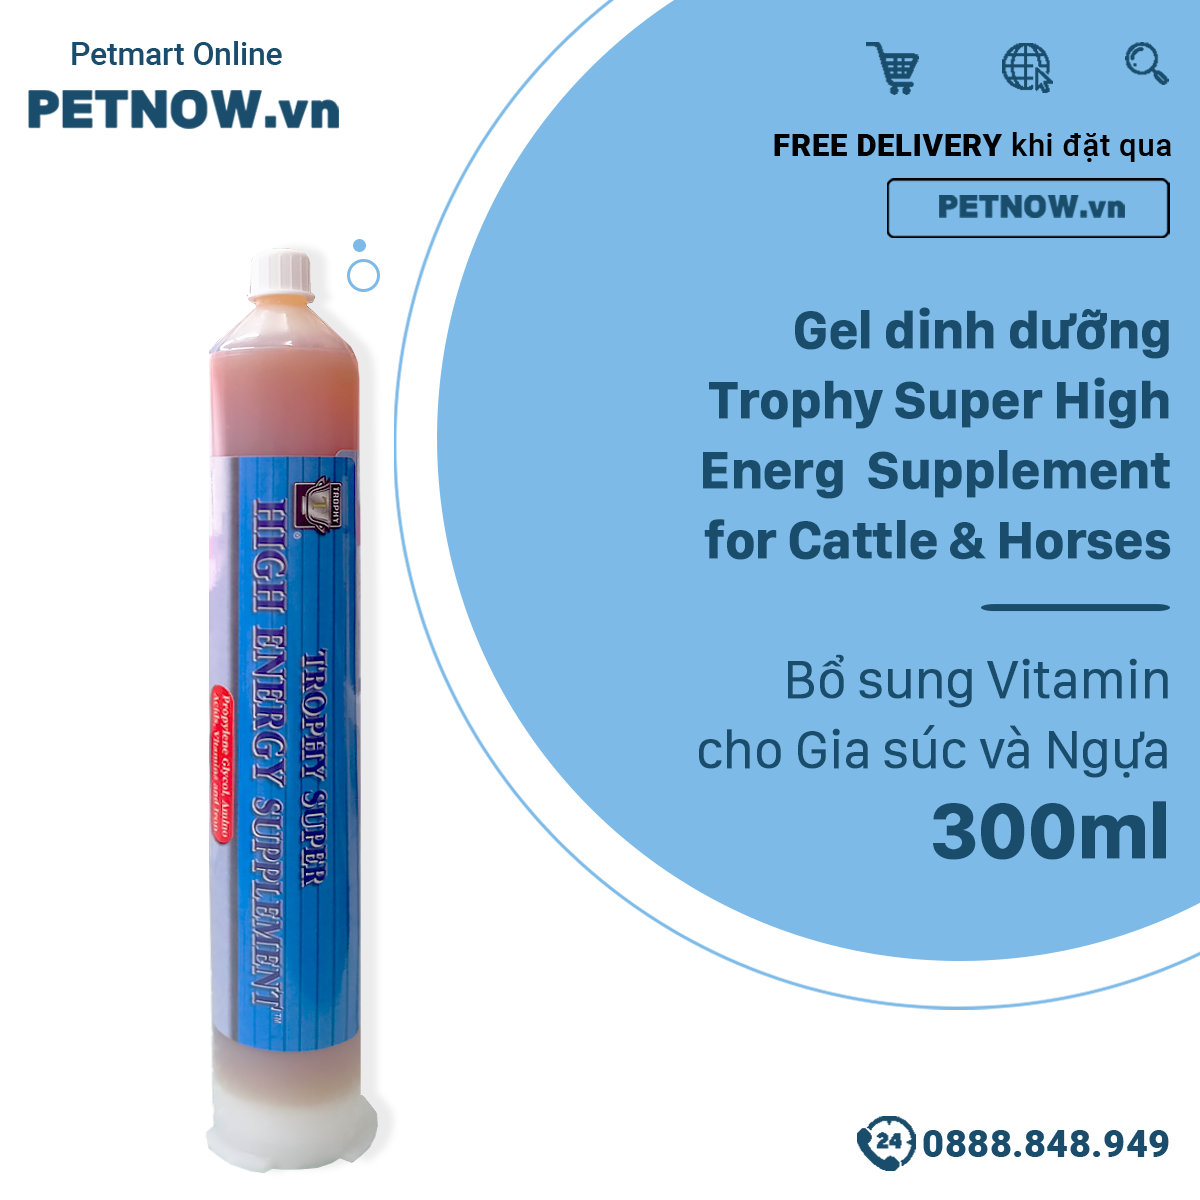 Petmart Online
PETNOW.vn
FREE DELIVERY khi đặt qua
PETNOW.vn
Gel dinh dưỡng
Trophy Super High
Energ Supplement
for Cattle & Horses
Bổ sung Vitamin
cho Gia súc và Ngựa
300ml
TROPHY
T
®
TROPHY SUPER
HIGH ENERGY SUPPLEMENT™
Propylene Glycol, Amino
Acids, Vitamins and Iron
24
0888.848.949